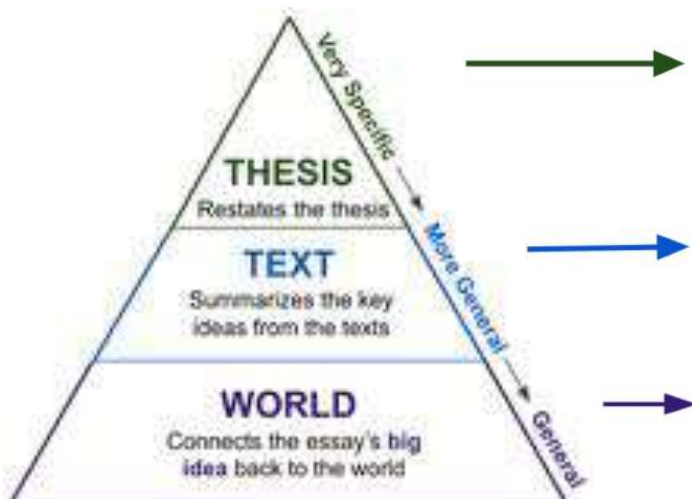 Very Specific
THESIS
Restates the thesis
More General
TEXT
Summarizes the key
ideas from the texts
General
WORLD
Connects the essay's big
idea back to the world